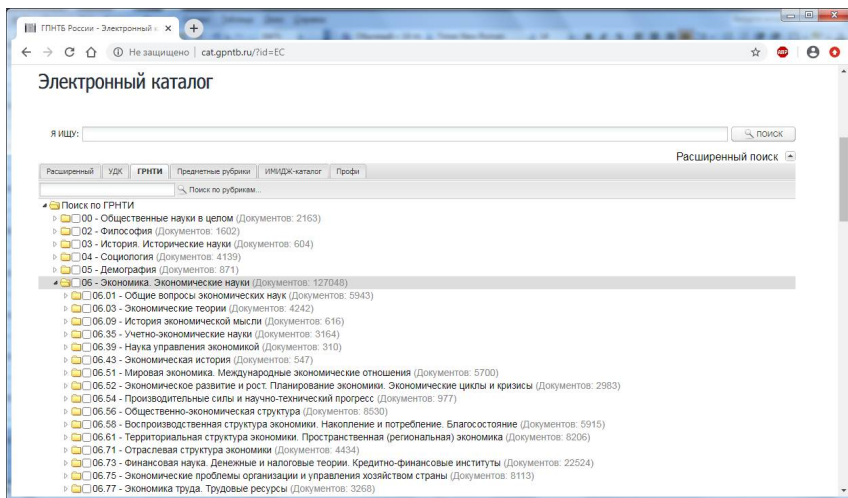 ГПНТБ России - Электронный к
Не защищено | cat.gpntb.ru/?id=EC
ABP
Электронный каталог
Я ИЩУ:
ПОИСК
Расширенный поиск
Расширенный УДК ГРНТИ Предметные рубрики ИМИДЖ-каталог Профи
Поиск по рубрикам...
Поиск по ГРНТИ
00 - Общественные науки в целом (Документов: 2163)
02 - Философия (Документов: 1602)
03 - История. Исторические науки (Документов: 604)
04 - Социология (Документов: 4139)
05 - Демография (Документов: 871)
06 - Экономика. Экономические науки (Документов: 127048)
06.01 - Общие вопросы экономических наук (Документов: 5943)
06.03 - Экономические теории (Документов: 4242)
06.09 - История экономической мысли (Документов: 616)
06.35 - Учетно-экономические науки (Документов: 3164)
06.39 - Наука управления экономикой (Документов: 310)
06.43 - Экономическая история (Документов: 547)
06.51 - Мировая экономика. Международные экономические отношения (Документов: 5700)
06.52 - Экономическое развитие и рост. Планирование экономики. Экономические циклы и кризисы (Документов: 2983)
06.54 - Производительные силы и научно-технический прогресс (Документов: 977)
06.56 - Общественно-экономическая структура (Документов: 8530)
06.58 - Воспроизводственная структура экономики. Накопление и потребление. Благосостояние (Документов: 5915)
06.61 - Территориальная структура экономики. Пространственная (региональная) экономика (Документов: 8206)
06.71 - Отраслевая структура экономики (Документов: 4434)
06.73 - Финансовая наука. Денежные и налоговые теории. Кредитно-финансовые институты (Документов: 22524)
06.75 - Экономические проблемы организации и управления хозяйством страны (Документов: 8113)
06.77 - Экономика труда. Трудовые ресурсы (Документов: 3268)